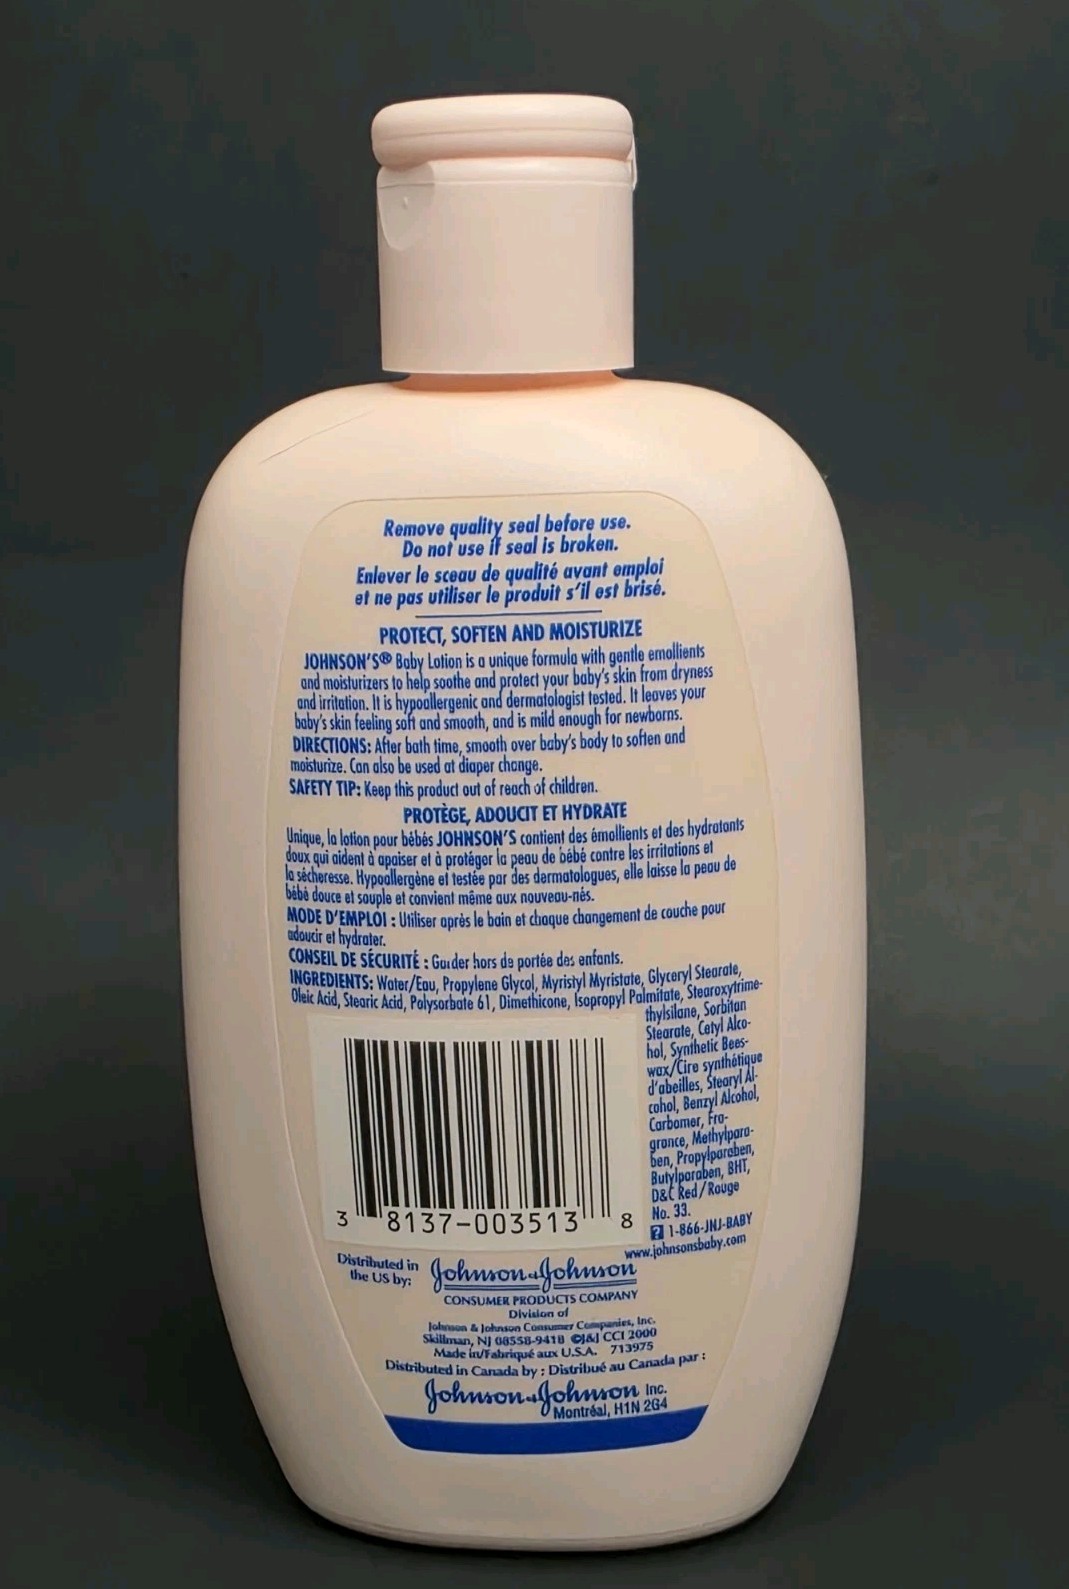 Remove quality seal before use.
Do not use if seal is broken.
Enlever le sceau de qualité avant emploi
et ne pas utiliser le produit s'il est brisé.
PROTECT, SOFTEN AND MOISTURIZE
JOHNSON'S® Baby Lotion is a unique formula with gentle emollients
and moisturizers to help soothe and protect your baby's skin from dryness
and irritation. It is hypoallergenic and dermatologist tested. It leaves your
baby's skin feeling soft and smooth, and is mild enough for newborns.
DIRECTIONS: After bath time, smooth over baby's body to soften and
moisturize. Can also be used at diaper change.
SAFETY TIP: Keep this product out of reach of children.
PROTÈGE, ADOUCIT ET HYDRATE
Unique, la lotion pour bébés JOHNSON'S contient des émollients et des hydratants
doux qui aident à apaiser et à protéger la peau de bébé contre les irritations et
la sécheresse. Hypoallergène et testée par des dermatologues, elle laisse la peau de
bébé douce et souple et convient même aux nouveau-nés.
MODE D'EMPLOI : Utiliser après le bain et chaque changement de couche pour
adoucir et hydrater.
CONSEIL DE SÉCURITÉ : Garder hors de portée des enfants.
INGREDIENTS: Water/Eau, Propylene Glycol, Myristyl Myristate, Glyceryl Stearate,
Oleic Acid, Stearic Acid, Polysorbate 61, Dimethicone, Isopropyl Palmitate, Stearoxytrime-
thylsilane, Sorbitan
Stearate, Cetyl Alco-
hol, Synthetic Bees-
wax/Cire synthétique
d'abeilles, Stearyl Al-
cohol, Benzyl Alcohol,
Carbomer, Fra-
grance, Methylpara-
ben, Propylparaben,
Butylparaben, BHT,
D&C Red/Rouge
No. 33.
? 1-866-JNJ-BABY
www.johnsonsbaby.com
3 8137-003513 8
Distributed in
the US by:
Johnson & Johnson
CONSUMER PRODUCTS COMPANY
Division of
Johnson & Johnson Consumer Companies, Inc.
Skillman, NJ 08558-9418 ©J&J CCI 2000
Made in/Fabriqué aux U.S.A. 713975
Distributed in Canada by : Distribué au Canada par :
Johnson & Johnson Inc.
Montréal, H1N 2G4